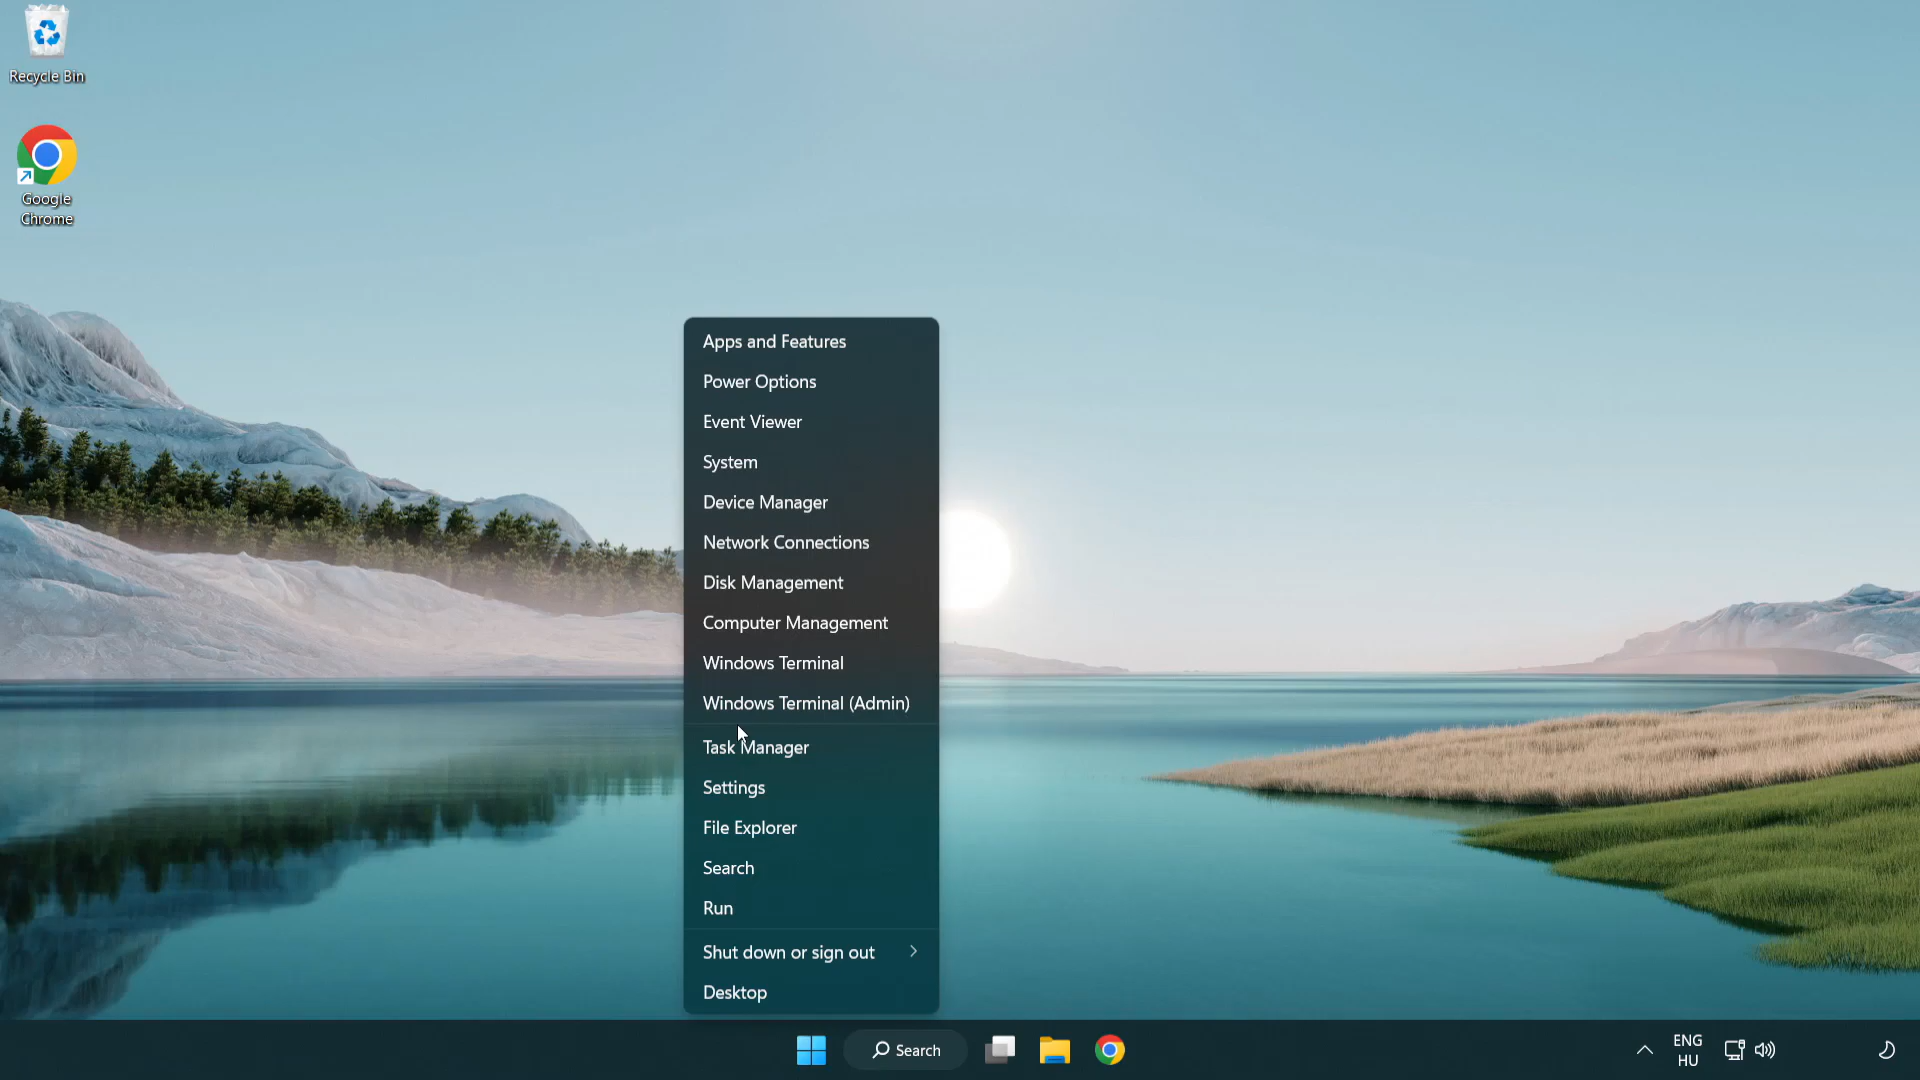 Recycle Bin
Google
Chrome
Apps and Features
Power Options
Event Viewer
System
Device Manager
Network Connections
Disk Management
Computer Management
Windows Terminal
Windows Terminal (Admin)
Task Manager
Settings
File Explorer
Search
Run
Shut down or sign out
Desktop
Search
ENG
HU